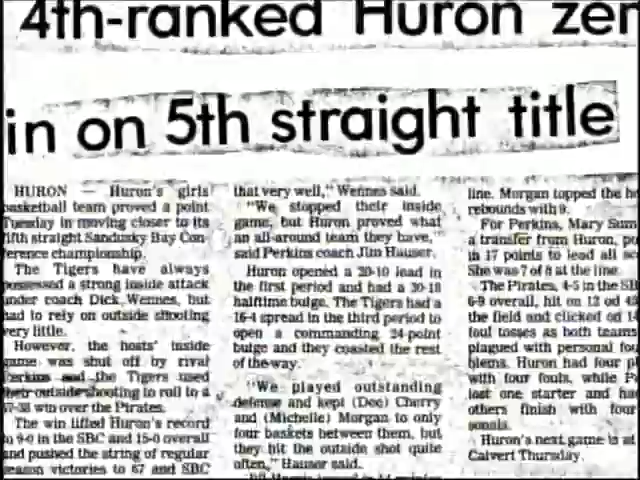 4th-ranked Huron zer
in on 5th straight title
HURON — Huron's girls
basketball team proved a point
Tuesday in moving closer to its
fifth straight Sandusky Bay Con-
ference championship.
The Tigers have always
possessed a strong inside attack
under coach Dick Wennes, but
had to rely on outside shooting
very little.
However, the hosts' inside
game was shut off by rival
Perkins and the Tigers used
their outside shooting to roll to a
57-38 win over the Pirates.
The win lifted Huron's record
to 9-0 in the SBC and 15-0 overall
and pushed the string of regular
season victories to 67 and SBC
that very well," Wennes said.
"We stopped their inside
game, but Huron proved what
an all-around team they have,"
said Perkins coach Jim Hauser.
Huron opened a 20-10 lead in
the first period and had a 30-18
halftime bulge. The Tigers had a
16-4 spread in the third period to
open a commanding 24-point
bulge and they coasted the rest
of the way.
"We played outstanding
defense and kept (Dee) Cherry
and (Michelle) Morgan to only
four baskets between them, but
they hit the outside shot quite
often," Hauser said.
line. Morgan topped the
rebounds with 9.
For Perkins, Mary Sum
a transfer from Huron, po
in 17 points to lead all sc
She was 7 of 8 at the line.
The Pirates, 4-5 in the SB
6-9 overall, hit on 12 of
the field and clicked on 14
foul tosses as both teams
plagued with personal fo
blems. Huron had four p
with four fouls, while P
lost one starter and ha
others finish with four
sonals.
Huron's next game is at
Calvert Thursday.